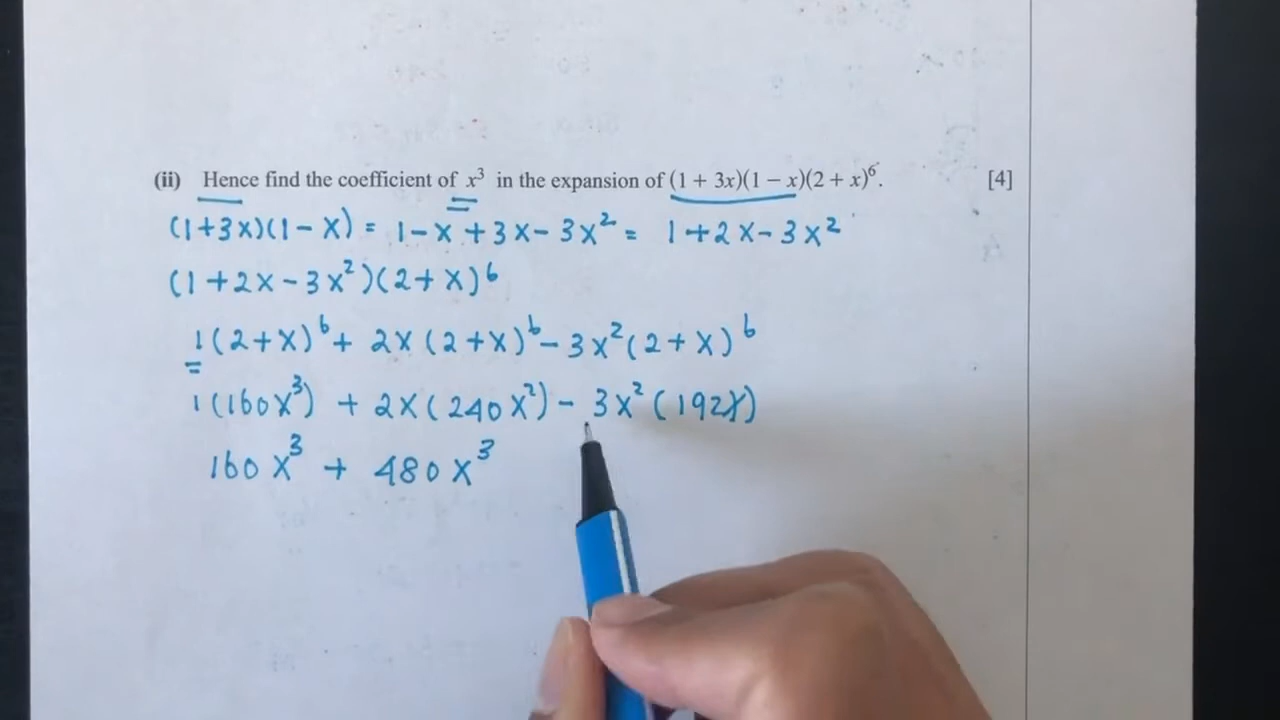 (ii) Hence find the coefficient of x³ in the expansion of (1 + 3x)(1 − x)(2 + x)⁶. [4]
(1+3x)(1-x) = 1-x+3x-3x² = 1+2x-3x²
(1+2x-3x²)(2+x)⁶
1(2+x)⁶ + 2x(2+x)⁶ - 3x²(2+x)⁶
1(160x³) + 2x(240x²) - 3x²(192x)
160x³ + 480x³